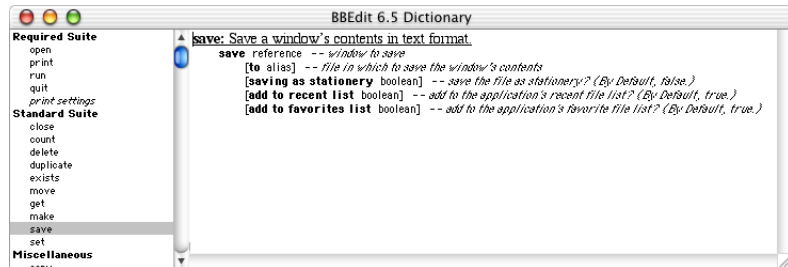 BBEdit 6.5 Dictionary
Required Suite
open
print
run
quit
print settings
Standard Suite
close
count
delete
duplicate
exists
move
get
make
save
set
Miscellaneous
save: Save a window's contents in text format.
save reference -- window to save
[to alias] -- file in which to save the window's contents
[saving as stationery boolean] -- save the file as stationery? (By Default, false.)
[add to recent list boolean] -- add to the application's recent file list? (By Default, true.)
[add to favorites list boolean] -- add to the application's favorite file list? (By Default, true.)